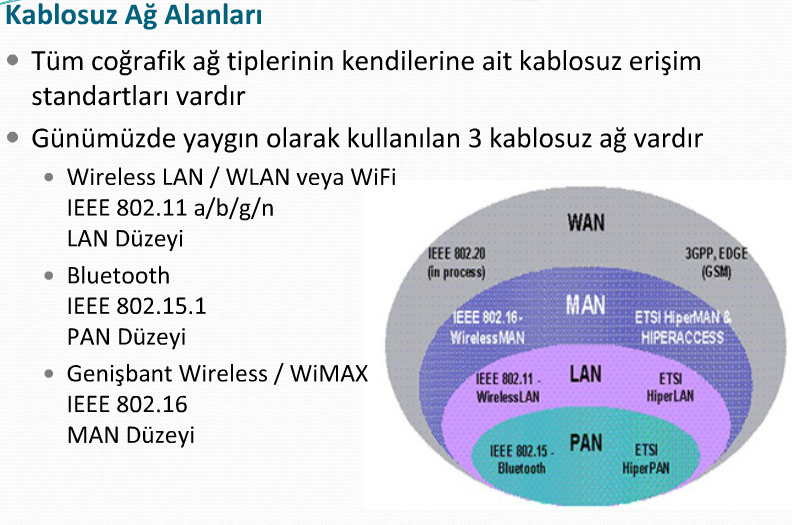 Kablosuz Ağ Alanları
Tüm coğrafik ağ tiplerinin kendilerine ait kablosuz erişim
standartları vardır
Günümüzde yaygın olarak kullanılan 3 kablosuz ağ vardır
Wireless LAN / WLAN veya WiFi
IEEE 802.11 a/b/g/n
LAN Düzeyi
Bluetooth
IEEE 802.15.1
PAN Düzeyi
Genişbant Wireless / WiMAX
IEEE 802.16
MAN Düzeyi
WAN
IEEE 802.20
(in process)
3GPP, EDGE
(GSM)
MAN
IEEE 802.16 -
WirelessMAN
ETSI HiperMAN &
HIPERACCESS
LAN
IEEE 802.11 -
WirelessLAN
ETSI
HiperLAN
PAN
IEEE 802.15 -
Bluetooth
ETSI
HiperPAN